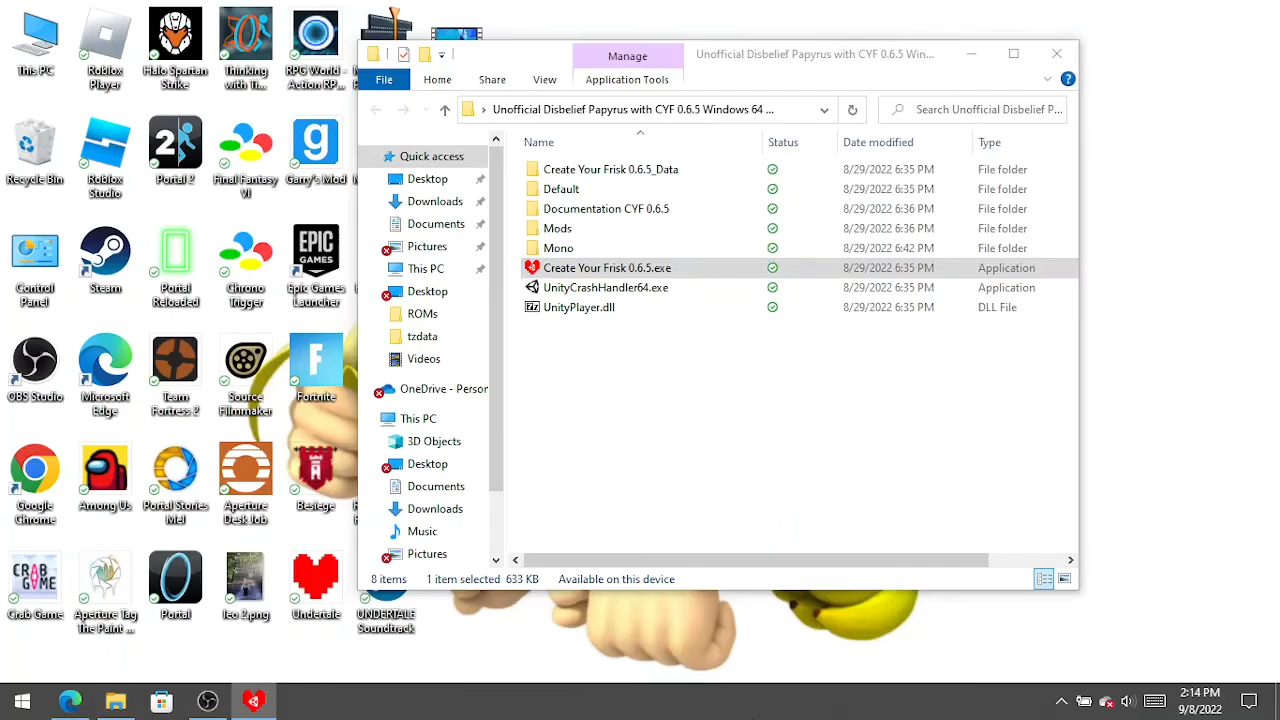 This PC
Roblox
Player
Halo Spartan
Strike
Thinking
with Ti...
RPG World -
Action RP...
Recycle Bin
Roblox
Studio
Portal 2
Final Fantasy
VI
Garry's Mod
Control
Panel
Steam
Portal
Reloaded
Chrono
Trigger
Epic Games
Launcher
EPIC
GAMES
OBS Studio
Microsoft
Edge
Team
Fortress 2
Source
Filmmaker
Fortnite
Google
Chrome
Among Us
Portal Stories
Mel
Aperture
Desk Job
Besiege
CRAB
GAME
Crab Game
Aperture Tag
The Paint ...
Portal
leo 2.png
Undertale
UNDERTALE
Soundtrack
Manage
Unofficial Disbelief Papyrus with CYF 0.6.5 Win...
File
Home
Share
View
Application Tools
Unofficial Disbelief Papyrus with CYF 0.6.5 Windows 64 ...
Search Unofficial Disbelief P...
Name
Status
Date modified
Type
Quick access
Desktop
Downloads
Documents
Pictures
This PC
Desktop
ROMs
tzdata
Videos
OneDrive - Person
This PC
3D Objects
Desktop
Documents
Downloads
Music
Pictures
Create Your Frisk 0.6.5_Data 8/29/2022 6:35 PM File folder
Default 8/29/2022 6:35 PM File folder
Documentation CYF 0.6.5 8/29/2022 6:36 PM File folder
Mods 8/29/2022 6:36 PM File folder
Mono 8/29/2022 6:42 PM File folder
Create Your Frisk 0.6.5.exe 8/29/2022 6:35 PM Application
UnityCrashHandler64.exe 8/29/2022 6:35 PM Application
UnityPlayer.dll 8/29/2022 6:35 PM DLL File
8 items 1 item selected 633 KB Available on this device
2:14 PM
9/8/2022